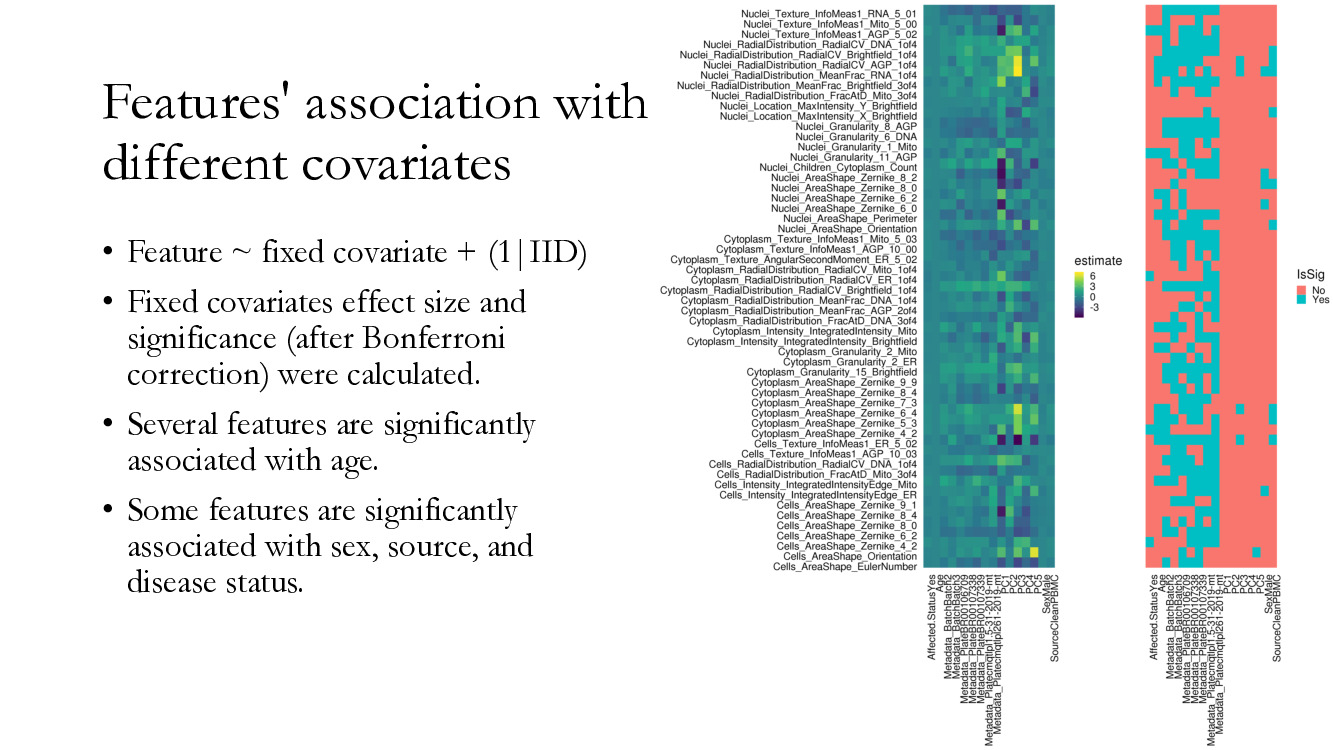 Features' association with
different covariates
• Feature ~ fixed covariate + (1|IID)
• Fixed covariates effect size and
significance (after Bonferroni
correction) were calculated.
• Several features are significantly
associated with age.
• Some features are significantly
associated with sex, source, and
disease status.
Nuclei_Texture_InfoMeas1_RNA_5_01
Nuclei_Texture_InfoMeas1_Mito_5_00
Nuclei_Texture_InfoMeas1_AGP_5_02
Nuclei_RadialDistribution_RadialCV_DNA_1of4
Nuclei_RadialDistribution_RadialCV_Brightfield_1of4
Nuclei_RadialDistribution_RadialCV_AGP_1of4
Nuclei_RadialDistribution_MeanFrac_RNA_1of4
Nuclei_RadialDistribution_MeanFrac_Brightfield_3of4
Nuclei_RadialDistribution_FracAtD_Mito_3of4
Nuclei_Location_MaxIntensity_Y_Brightfield
Nuclei_Location_MaxIntensity_X_Brightfield
Nuclei_Granularity_8_AGP
Nuclei_Granularity_6_DNA
Nuclei_Granularity_1_Mito
Nuclei_Granularity_11_AGP
Nuclei_Children_Cytoplasm_Count
Nuclei_AreaShape_Zernike_8_2
Nuclei_AreaShape_Zernike_8_0
Nuclei_AreaShape_Zernike_6_2
Nuclei_AreaShape_Zernike_6_0
Nuclei_AreaShape_Perimeter
Nuclei_AreaShape_Orientation
Cytoplasm_Texture_InfoMeas1_Mito_5_03
Cytoplasm_Texture_InfoMeas1_AGP_10_00
Cytoplasm_Texture_AngularSecondMoment_ER_5_02
Cytoplasm_RadialDistribution_RadialCV_Mito_1of4
Cytoplasm_RadialDistribution_RadialCV_ER_1of4
Cytoplasm_RadialDistribution_RadialCV_Brightfield_1of4
Cytoplasm_RadialDistribution_MeanFrac_DNA_1of4
Cytoplasm_RadialDistribution_MeanFrac_AGP_2of4
Cytoplasm_RadialDistribution_FracAtD_DNA_3of4
Cytoplasm_Intensity_IntegratedIntensity_Mito
Cytoplasm_Intensity_IntegratedIntensity_Brightfield
Cytoplasm_Granularity_2_Mito
Cytoplasm_Granularity_2_ER
Cytoplasm_Granularity_15_Brightfield
Cytoplasm_AreaShape_Zernike_9_9
Cytoplasm_AreaShape_Zernike_8_4
Cytoplasm_AreaShape_Zernike_7_3
Cytoplasm_AreaShape_Zernike_6_4
Cytoplasm_AreaShape_Zernike_5_3
Cytoplasm_AreaShape_Zernike_4_2
Cells_Texture_InfoMeas1_ER_5_02
Cells_Texture_InfoMeas1_AGP_10_03
Cells_RadialDistribution_RadialCV_DNA_1of4
Cells_RadialDistribution_FracAtD_Mito_3of4
Cells_Intensity_IntegratedIntensityEdge_Mito
Cells_Intensity_IntegratedIntensityEdge_ER
Cells_AreaShape_Zernike_9_1
Cells_AreaShape_Zernike_8_4
Cells_AreaShape_Zernike_8_0
Cells_AreaShape_Zernike_6_2
Cells_AreaShape_Zernike_4_2
Cells_AreaShape_Orientation
Cells_AreaShape_EulerNumber
Affected.StatusYes
Age
Metadata_BatchBatch2
Metadata_BatchBatch3
Metadata_PlateBR00106709
Metadata_PlateBR00107338
Metadata_PlateBR00107339
Metadata_Platecmqtlpl1.5-31-2019-mt
Metadata_Platecmqtlpl261-2019-mt
PC1
PC2
PC3
PC4
PC5
SexMale
SourceCleanPBMC
estimate
6
3
0
-3
Affected.StatusYes
Age
Metadata_BatchBatch2
Metadata_BatchBatch3
Metadata_PlateBR00106709
Metadata_PlateBR00107338
Metadata_PlateBR00107339
Metadata_Platecmqtlpl1.5-31-2019-mt
Metadata_Platecmqtlpl261-2019-mt
PC1
PC2
PC3
PC4
PC5
SexMale
SourceCleanPBMC
IsSig
No
Yes